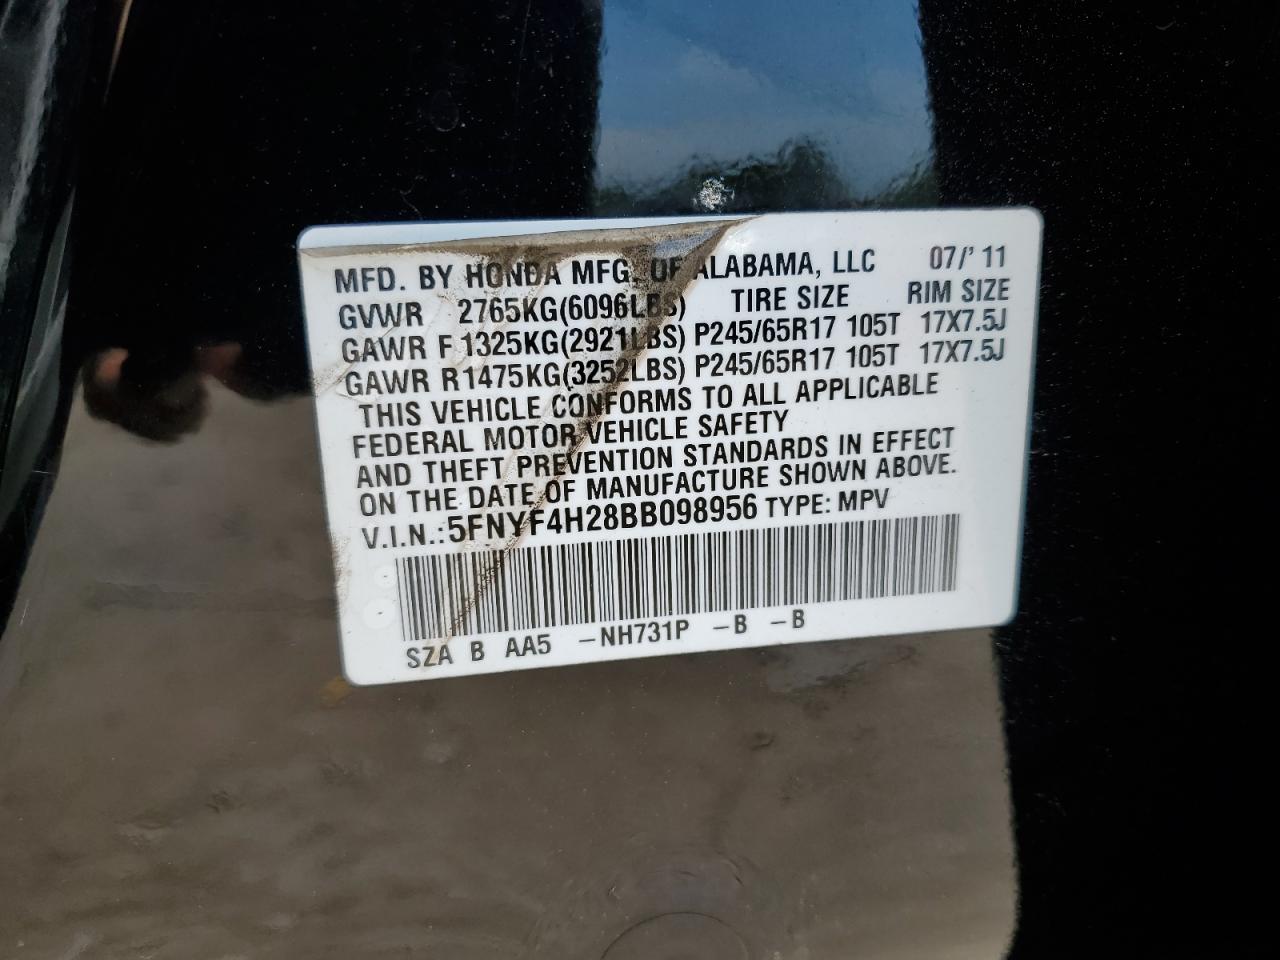 MFD. BY HONDA MFG. OF ALABAMA, LLC 07/' 11
GVWR 2765KG(6096LBS) TIRE SIZE RIM SIZE
GAWR F 1325KG(2921LBS) P245/65R17 105T 17X7.5J
GAWR R1475KG(3252LBS) P245/65R17 105T 17X7.5J
THIS VEHICLE CONFORMS TO ALL APPLICABLE
FEDERAL MOTOR VEHICLE SAFETY
AND THEFT PREVENTION STANDARDS IN EFFECT
ON THE DATE OF MANUFACTURE SHOWN ABOVE.
V.I.N.:5FNYF4H28BB098956 TYPE: MPV
SZA B AA5 -NH731P -B -B